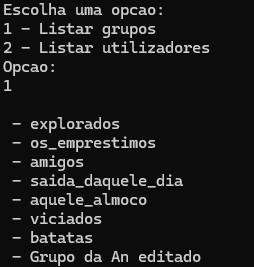 Escolha uma opcao:
1 - Listar grupos
2 - Listar utilizadores
Opcao:
1
- explorados
- os_emprestimos
- amigos
- saida_daquele_dia
- aquele_almoco
- viciados
- batatas
- Grupo da An editado